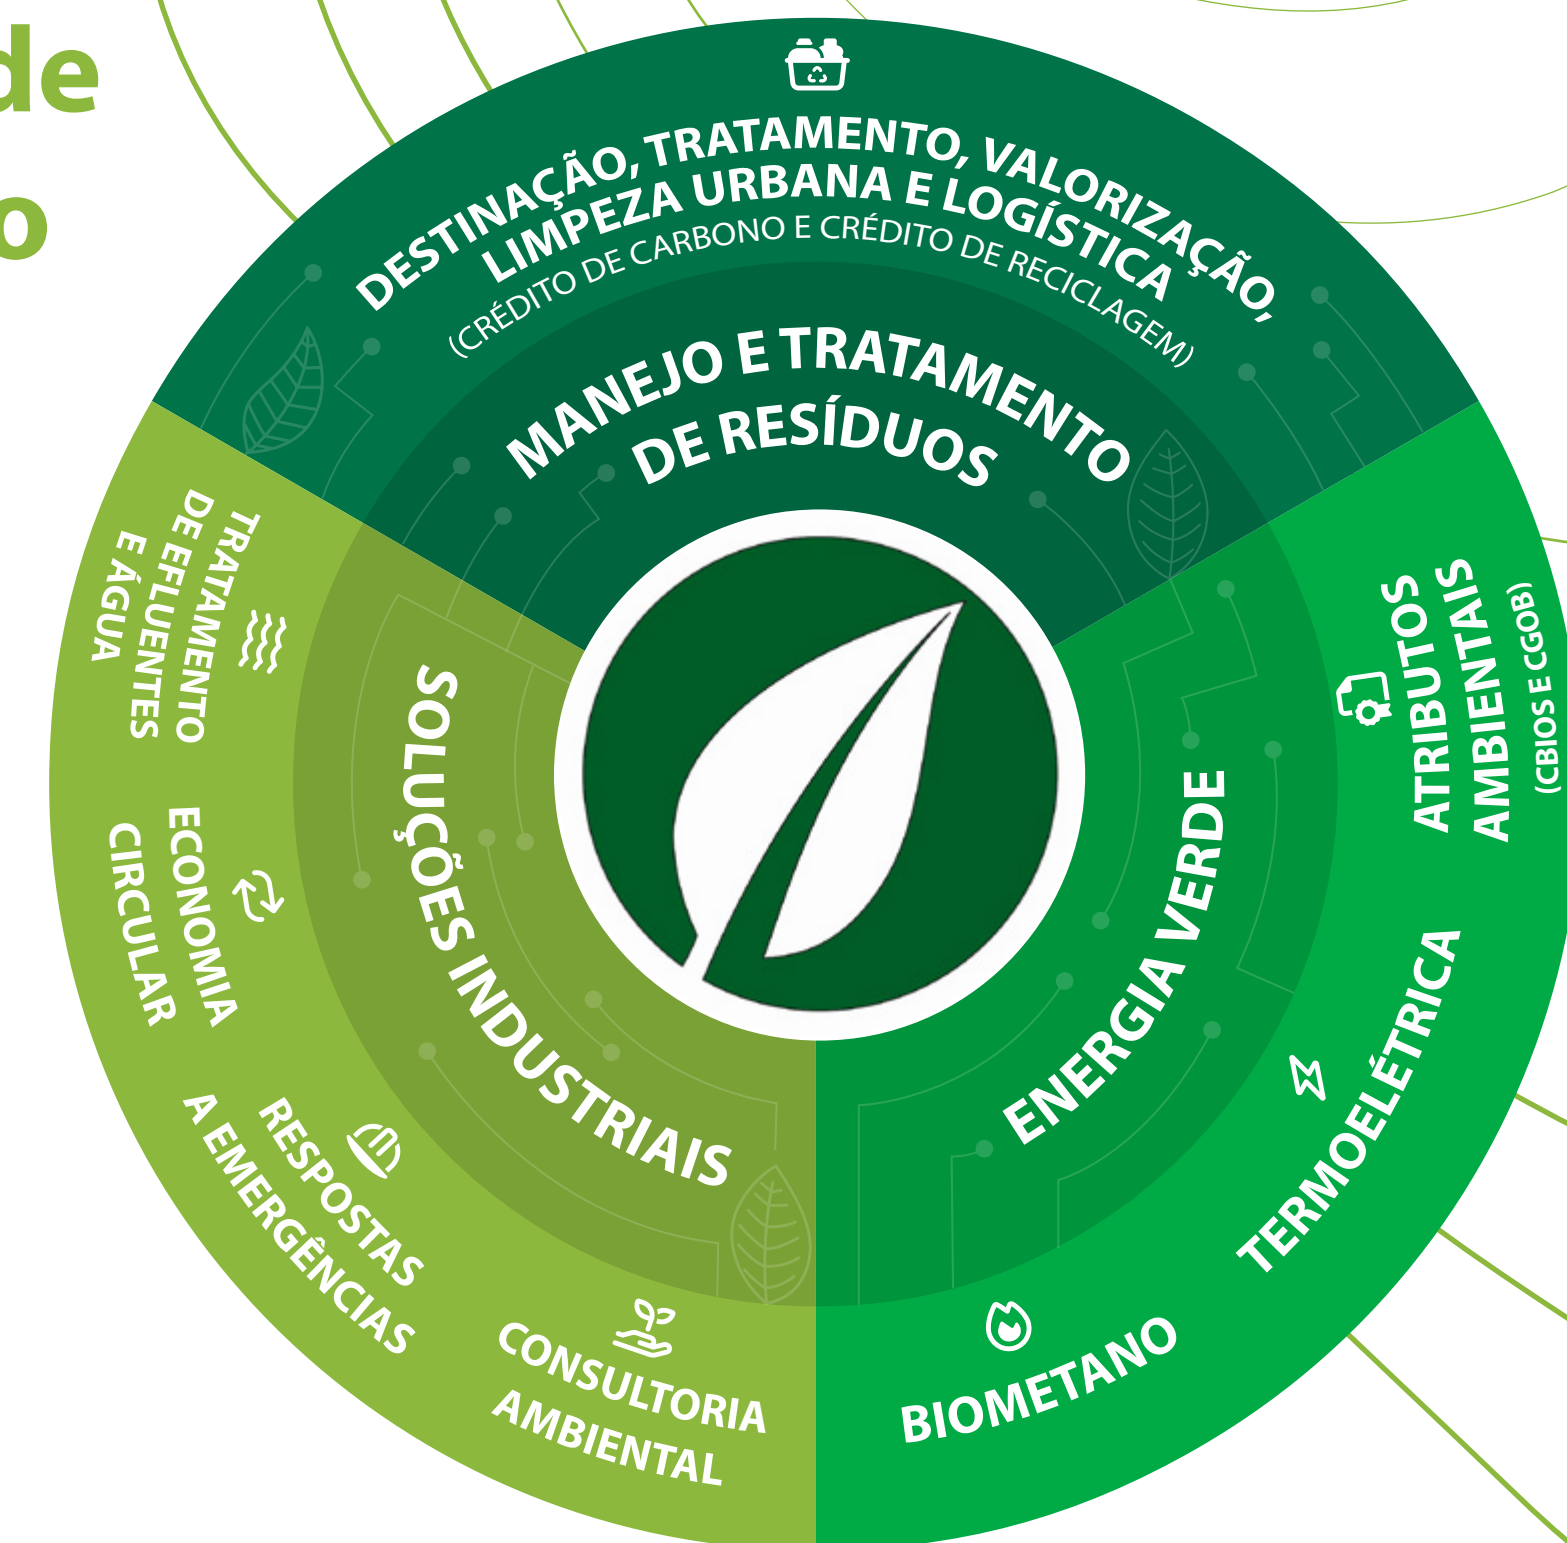 de
o
DESTINAÇÃO, TRATAMENTO, VALORIZAÇÃO,
LIMPEZA URBANA E LOGÍSTICA
(CRÉDITO DE CARBONO E CRÉDITO DE RECICLAGEM)
MANEJO E TRATAMENTO
DE RESÍDUOS
ATRIBUTOS
AMBIENTAIS
(CBIOS E CGOB)
TERMOELÉTRICA
BIOMETANO
ENERGIA VERDE
TRATAMENTO
DE EFLUENTES
E ÁGUA
ECONOMIA
CIRCULAR
RESPOSTAS
A EMERGÊNCIAS
CONSULTORIA
AMBIENTAL
SOLUÇÕES INDUSTRIAIS